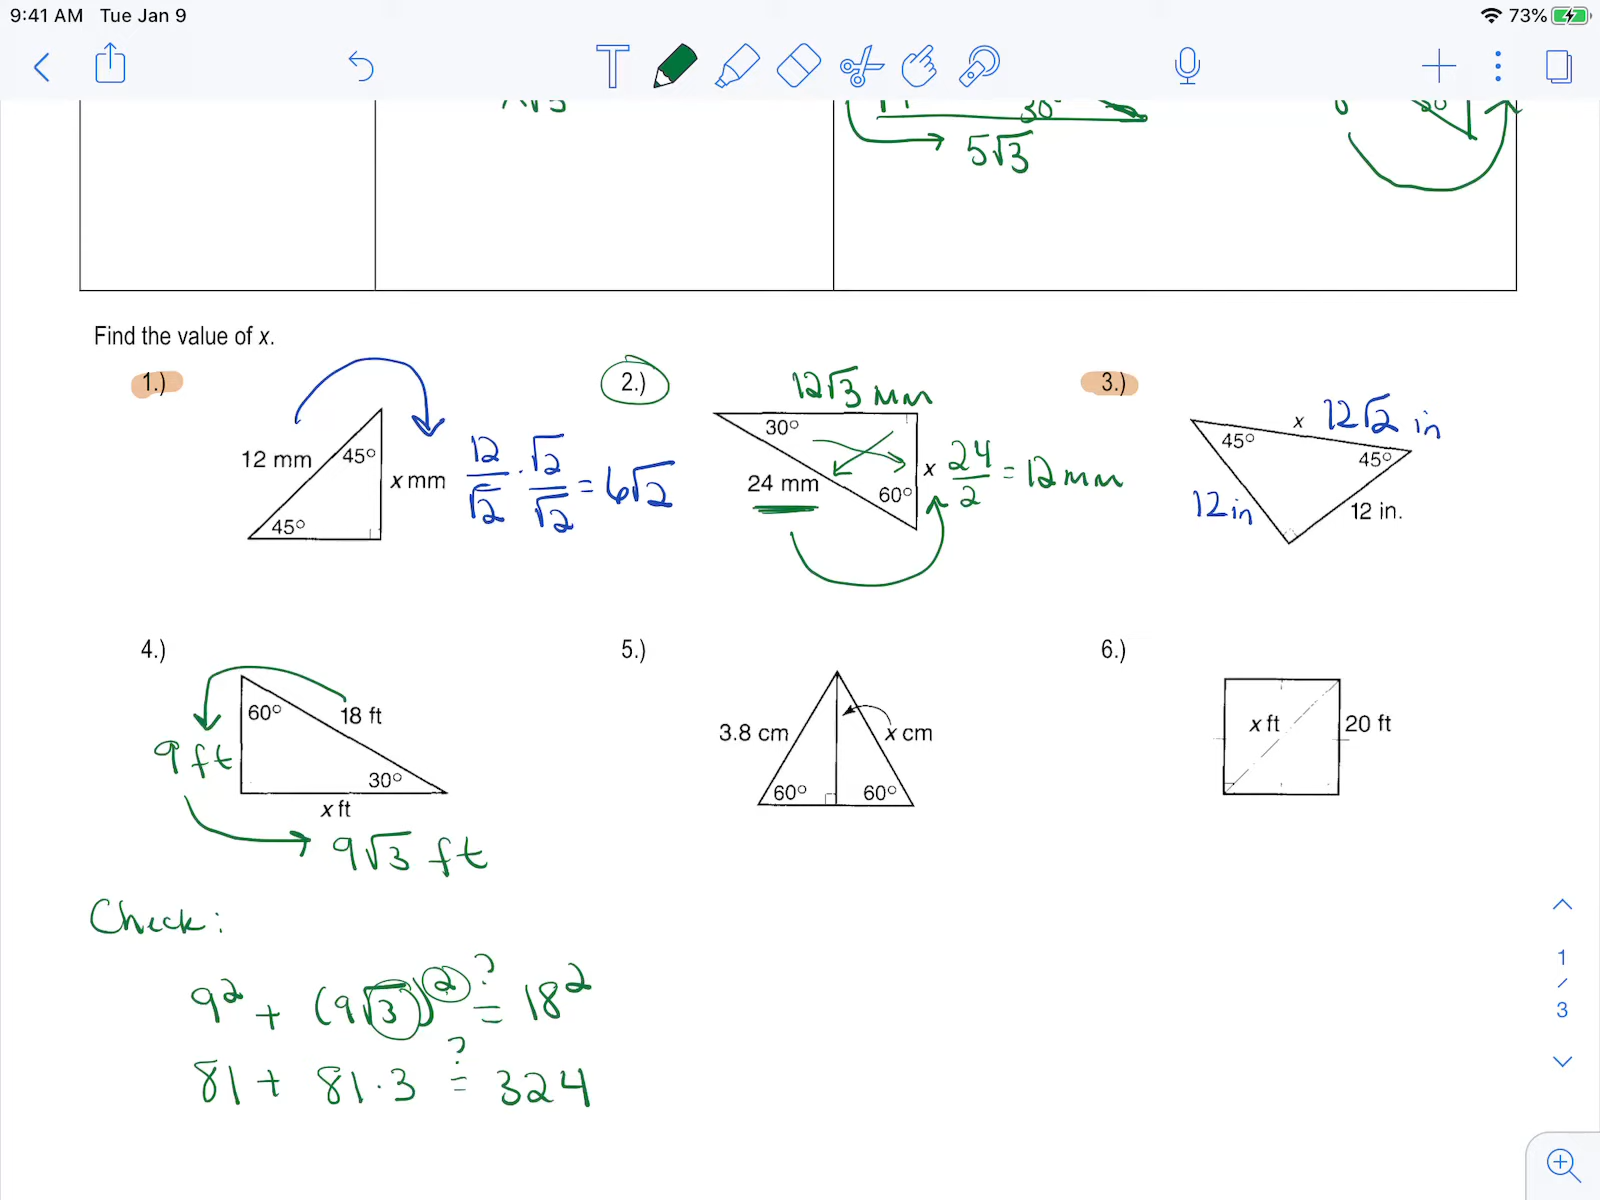 9:41 AM Tue Jan 9
73%
30°
5√3
Find the value of x.
1.)
12 mm
45°
45°
x mm
12/√2 · √2/√2 = 6√2
2.)
12√3 mm
30°
24 mm
60°
x 24/2 = 12 mm
3.)
x 12√2 in
45°
45°
12 in
12 in.
4.)
60°
18 ft
9 ft
30°
x ft
9√3 ft
5.)
3.8 cm
x cm
60°
60°
6.)
x ft
20 ft
Check:
9² + (9√3)² ≟ 18²
81 + 81·3 ≟ 324
1
/
3